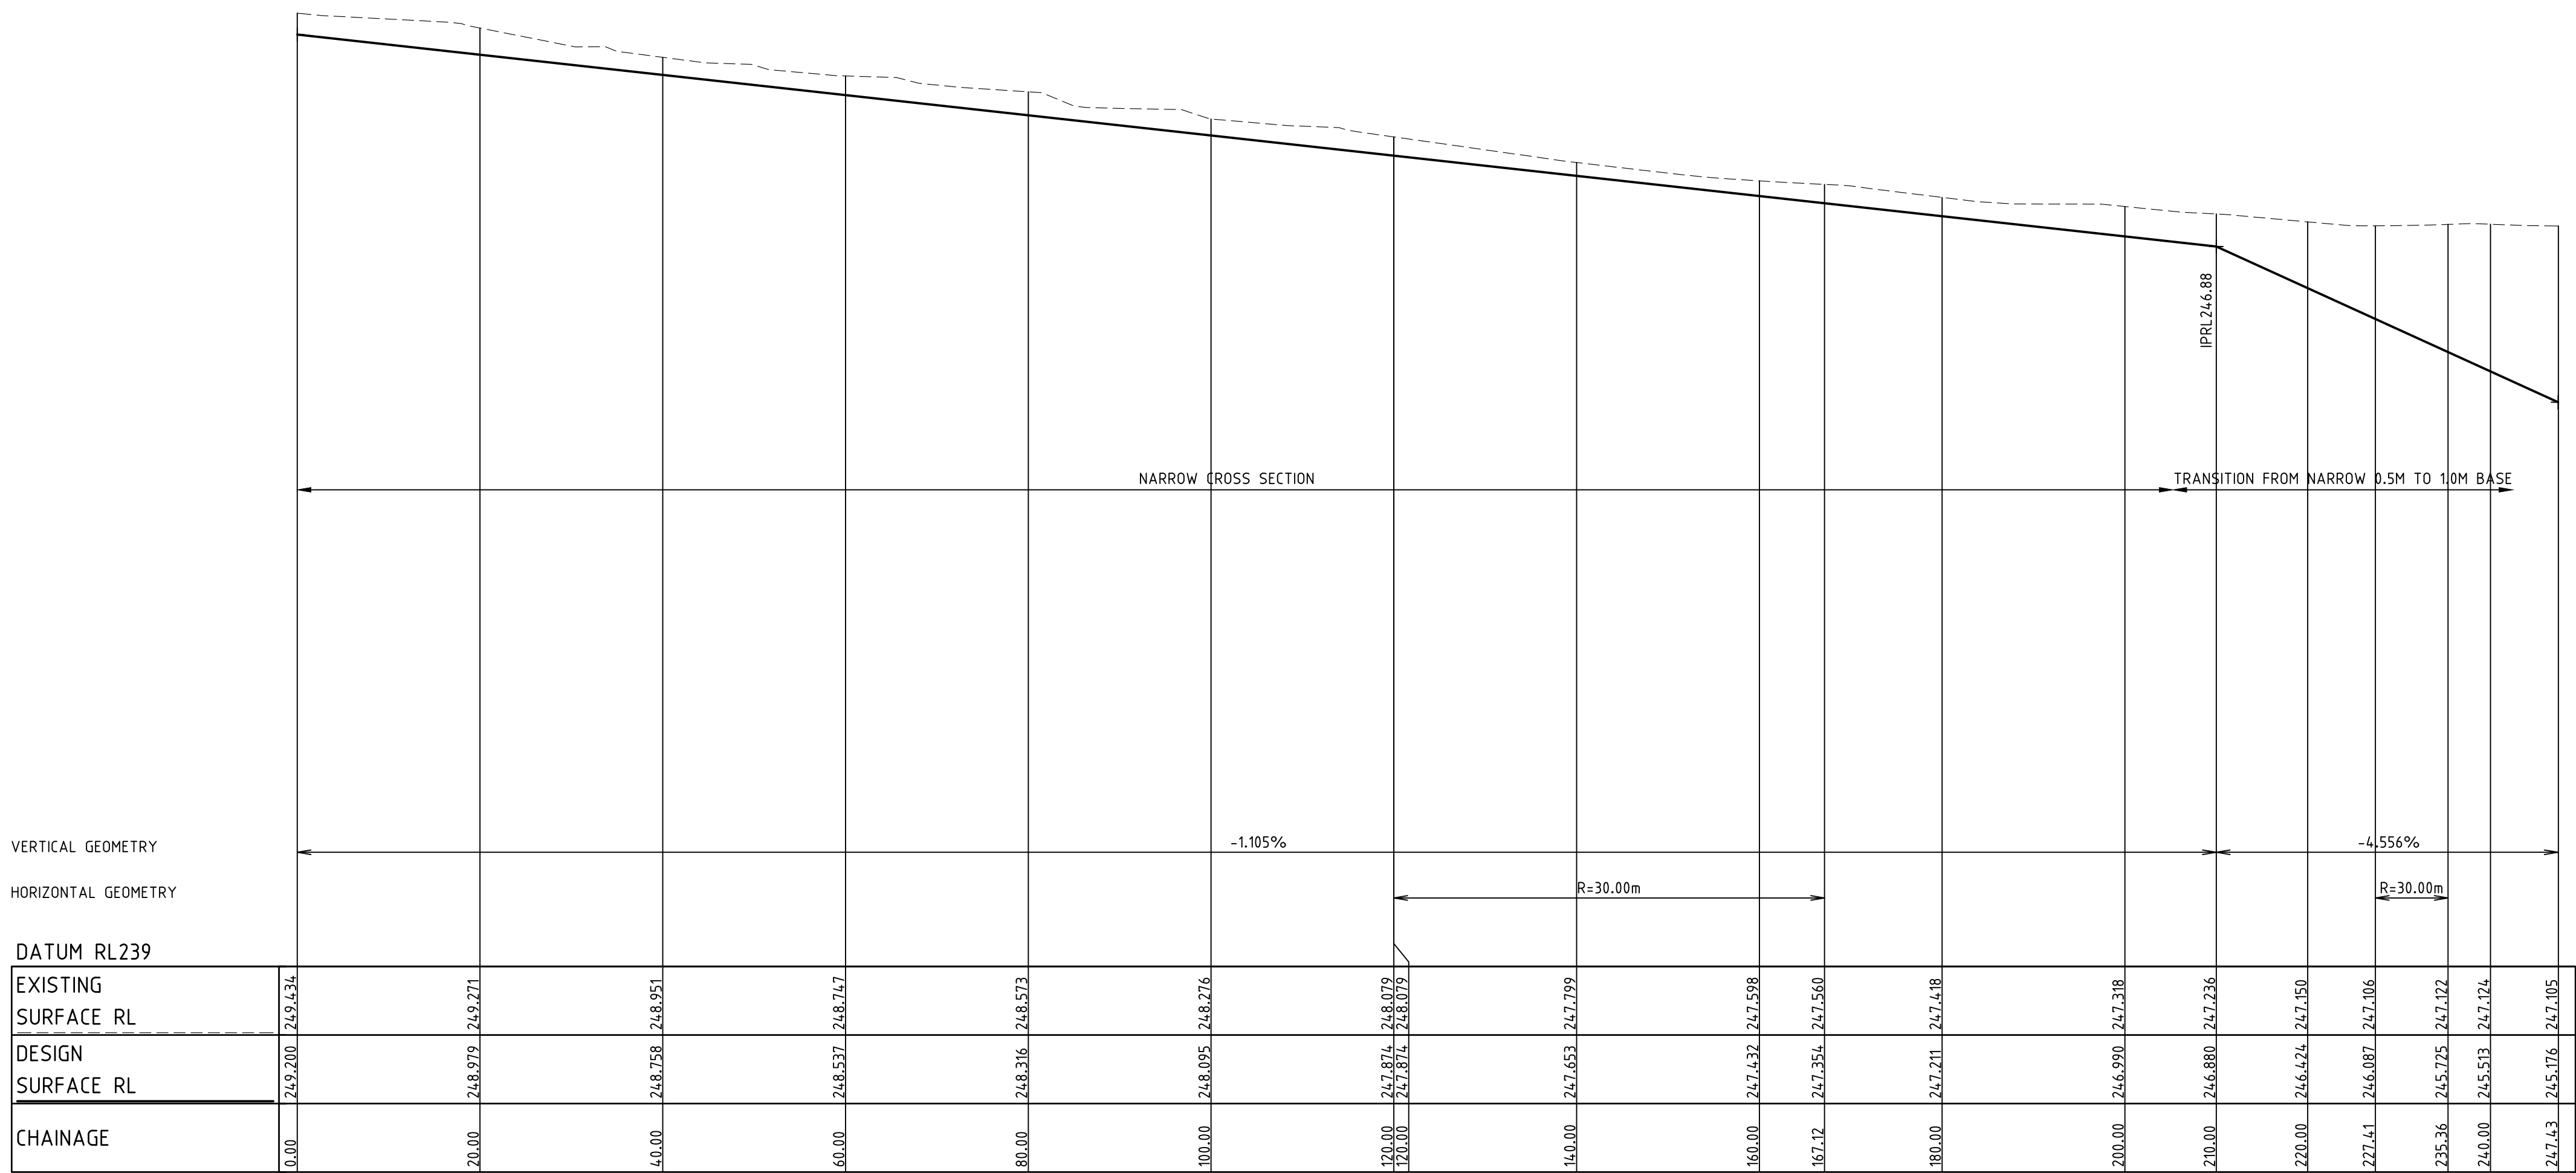 IPRL246.88
NARROW CROSS SECTION
TRANSITION FROM NARROW 0.5M TO 1.0M BASE
VERTICAL GEOMETRY
-1.105%
-4.556%
HORIZONTAL GEOMETRY
R=30.00m
R=30.00m
DATUM RL239
EXISTING
SURFACE RL
249.434 249.271 248.951 248.747 248.573 248.276 248.079 248.079 247.799 247.598 247.560 247.418 247.318 247.236 247.150 247.106 247.122 247.124 247.105
DESIGN
SURFACE RL
249.200 248.979 248.758 248.537 248.316 248.095 247.874 247.874 247.653 247.432 247.354 247.211 246.990 246.880 246.424 246.087 245.725 245.513 245.176
CHAINAGE
0.00 20.00 40.00 60.00 80.00 100.00 120.00 120.00 140.00 160.00 167.12 180.00 200.00 210.00 220.00 227.41 235.36 240.00 247.43